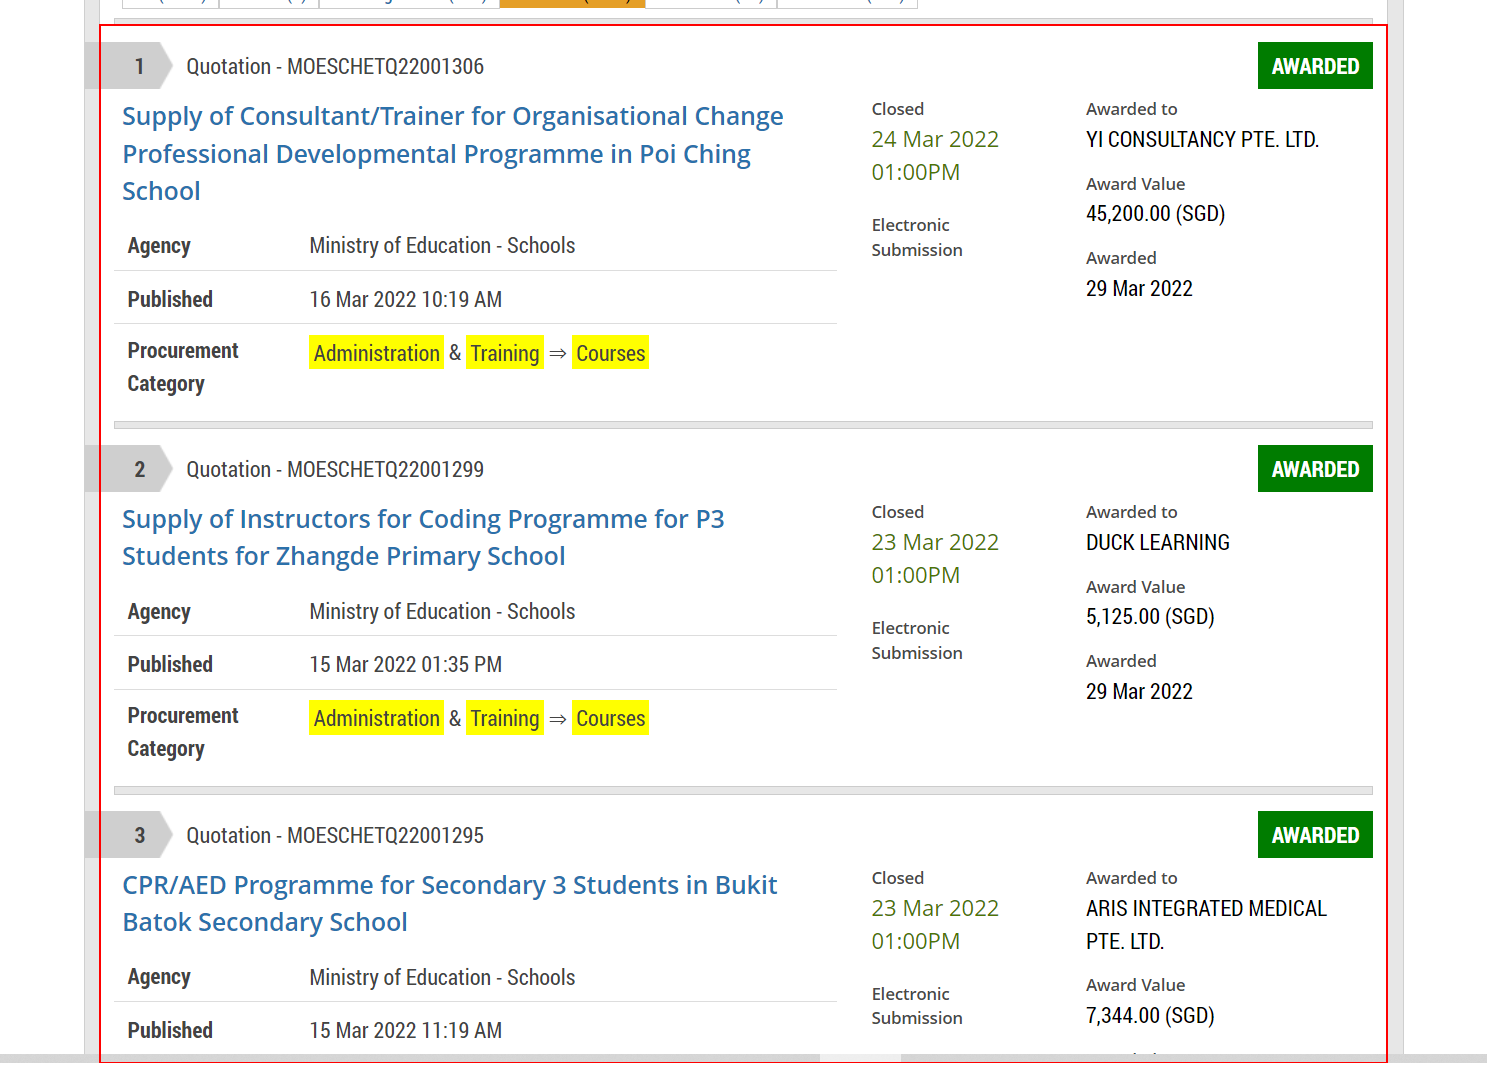 1
Quotation - MOESCHETQ22001306
AWARDED
Supply of Consultant/Trainer for Organisational Change
Professional Developmental Programme in Poi Ching
School
Agency Ministry of Education - Schools
Published 16 Mar 2022 10:19 AM
Procurement
Category
Administration & Training ⇒ Courses
Closed
24 Mar 2022
01:00PM
Electronic
Submission
Awarded to
YI CONSULTANCY PTE. LTD.
Award Value
45,200.00 (SGD)
Awarded
29 Mar 2022
2
Quotation - MOESCHETQ22001299
AWARDED
Supply of Instructors for Coding Programme for P3
Students for Zhangde Primary School
Agency Ministry of Education - Schools
Published 15 Mar 2022 01:35 PM
Procurement
Category
Administration & Training ⇒ Courses
Closed
23 Mar 2022
01:00PM
Electronic
Submission
Awarded to
DUCK LEARNING
Award Value
5,125.00 (SGD)
Awarded
29 Mar 2022
3
Quotation - MOESCHETQ22001295
AWARDED
CPR/AED Programme for Secondary 3 Students in Bukit
Batok Secondary School
Agency Ministry of Education - Schools
Published 15 Mar 2022 11:19 AM
Closed
23 Mar 2022
01:00PM
Electronic
Submission
Awarded to
ARIS INTEGRATED MEDICAL
PTE. LTD.
Award Value
7,344.00 (SGD)